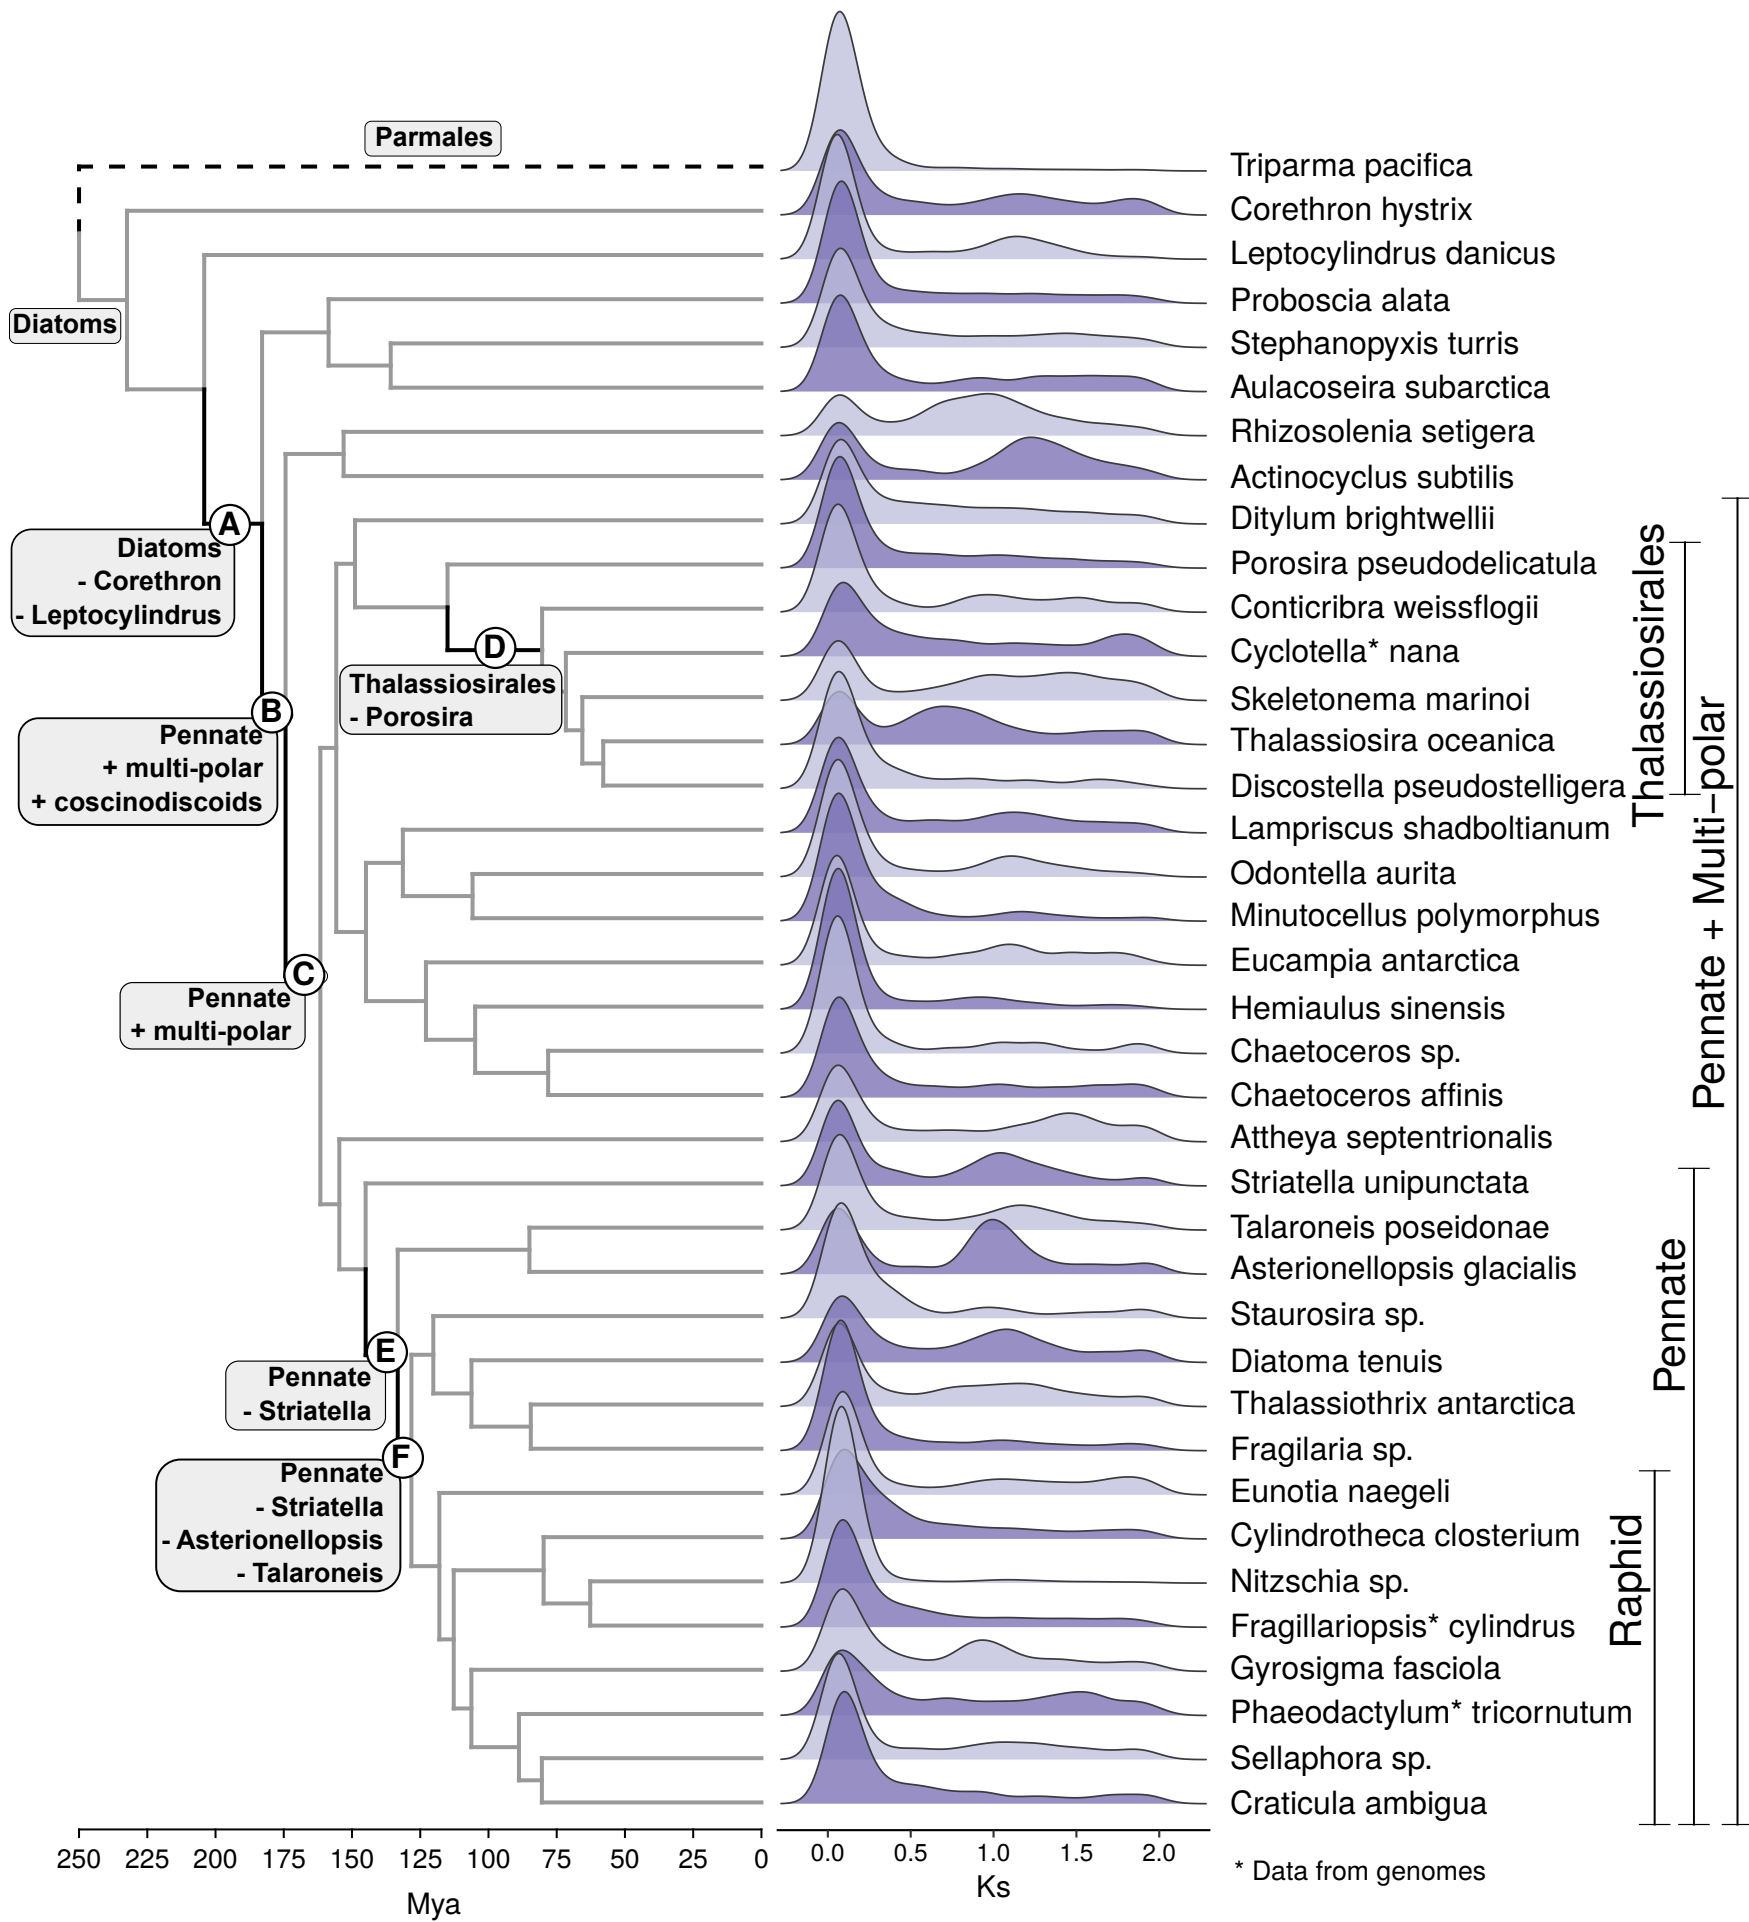 Parmales
Diatoms
A
Diatoms
- Corethron
- Leptocylindrus
B
Pennate
+ multi-polar
+ coscinodiscoids
C
Pennate
+ multi-polar
D
Thalassiosirales
- Porosira
E
Pennate
- Striatella
F
Pennate
- Striatella
- Asterionellopsis
- Talaroneis
Triparma pacifica
Corethron hystrix
Leptocylindrus danicus
Proboscia alata
Stephanopyxis turris
Aulacoseira subarctica
Rhizosolenia setigera
Actinocyclus subtilis
Ditylum brightwellii
Porosira pseudodelicatula
Conticribra weissflogii
Cyclotella* nana
Skeletonema marinoi
Thalassiosira oceanica
Discostella pseudostelligera
Lampriscus shadboltianum
Odontella aurita
Minutocellus polymorphus
Eucampia antarctica
Hemiaulus sinensis
Chaetoceros sp.
Chaetoceros affinis
Attheya septentrionalis
Striatella unipunctata
Talaroneis poseidonae
Asterionellopsis glacialis
Staurosira sp.
Diatoma tenuis
Thalassiothrix antarctica
Fragilaria sp.
Eunotia naegeli
Cylindrotheca closterium
Nitzschia sp.
Fragillariopsis* cylindrus
Gyrosigma fasciola
Phaeodactylum* tricornutum
Sellaphora sp.
Craticula ambigua
Thalassiosirales
Pennate + Multi−polar
Pennate
Raphid
250 225 200 175 150 125 100 75 50 25 0
Mya
0.0 0.5 1.0 1.5 2.0
Ks
* Data from genomes